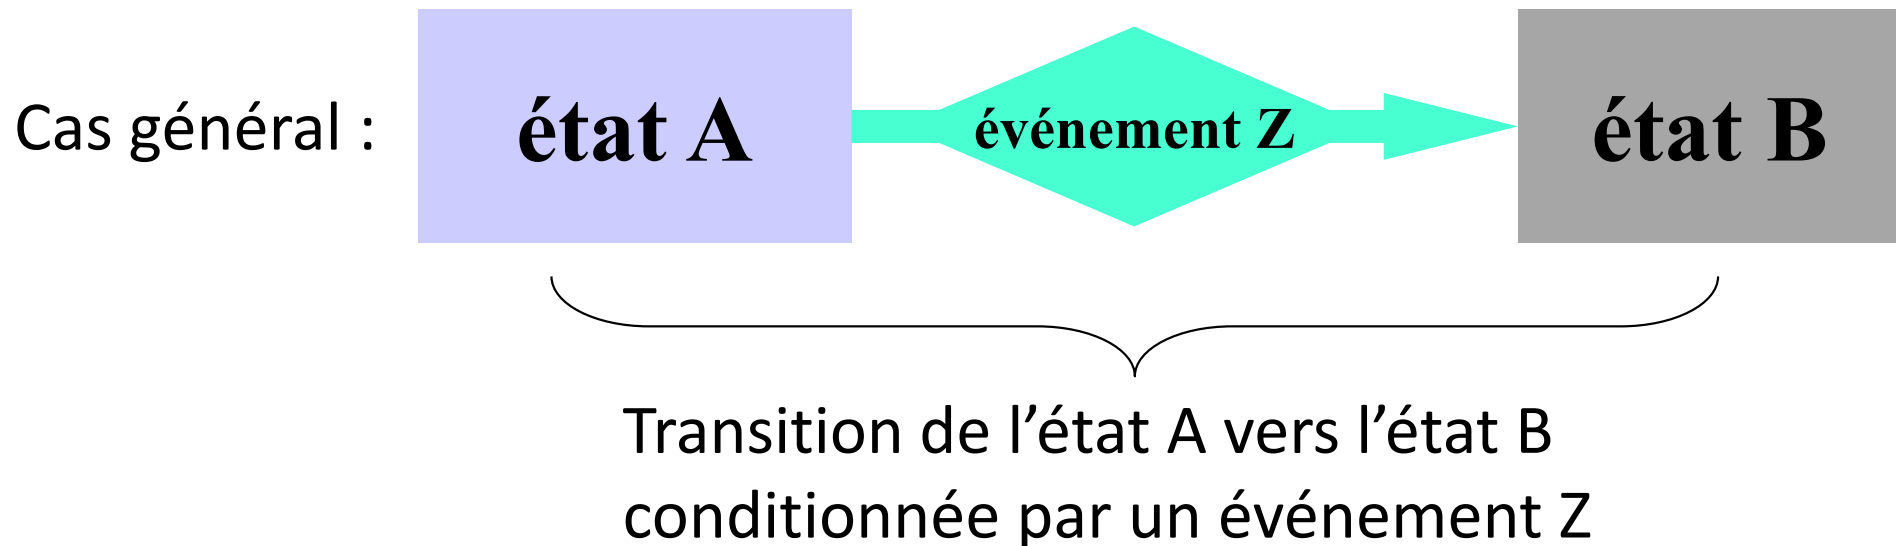 Cas général :
état A
événement Z
état B
Transition de l’état A vers l’état B
conditionnée par un événement Z